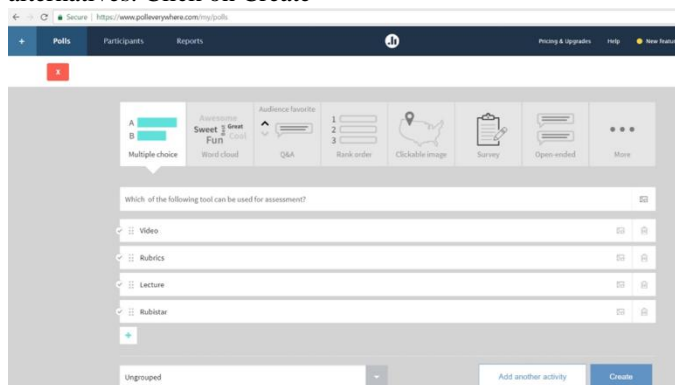 alternatives. Click on Create
Secure | https://www.polleverywhere.com/my/polls
+ Polls Participants Reports Pricing & Upgrades Help New featu
X
A
B
Multiple choice
Awesome
Sweet Best Great
Fun Cool
Word cloud
Audience favorite
Q&A
1
2
3
Rank order
Clickable image
Survey
Open ended
More
Which of the following tool can be used for assessment?
Video
Rubrics
Lecture
Rubistar
+
Ungrouped Add another activity Create